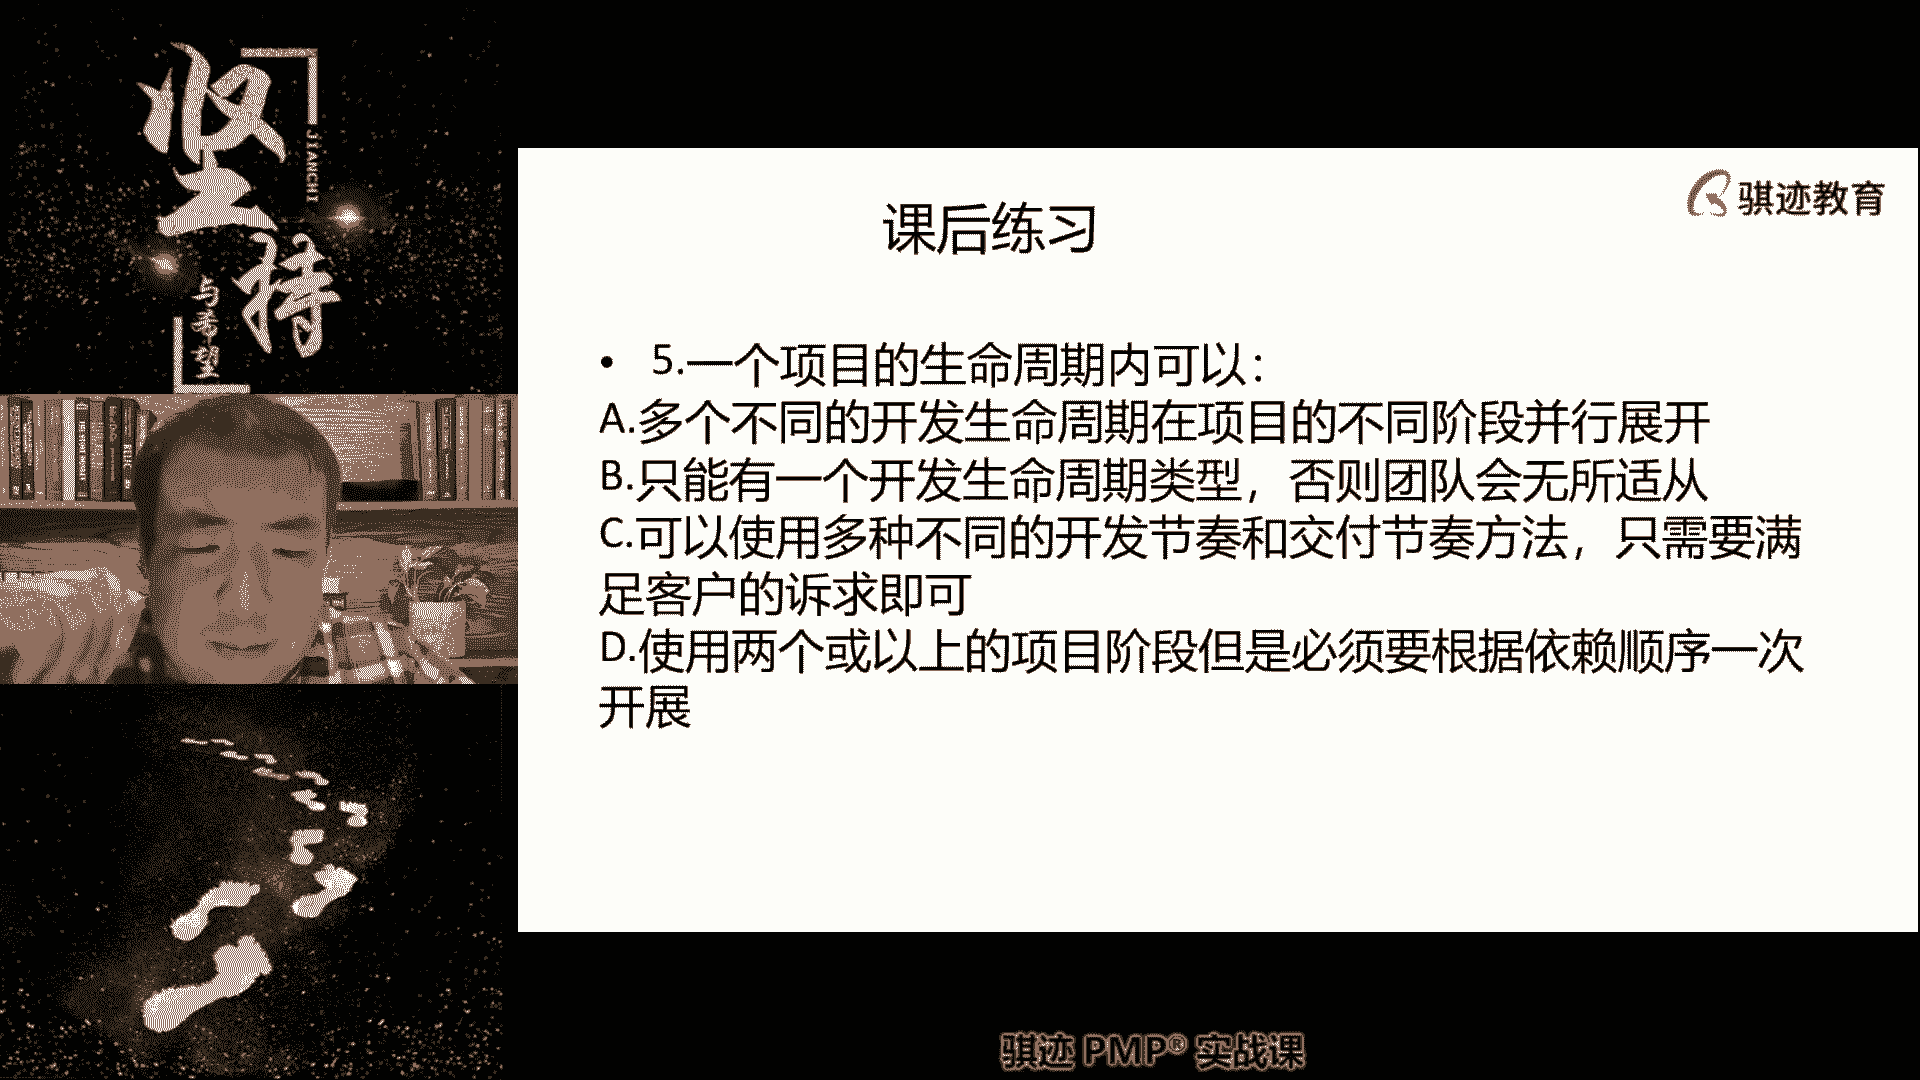 坚持
JIANCHI
与希望
骐迹教育
课后练习
• 5.一个项目的生命周期内可以：
A.多个不同的开发生命周期在项目的不同阶段并行展开
B.只能有一个开发生命周期类型，否则团队会无所适从
C.可以使用多种不同的开发节奏和交付节奏方法，只需要满
足客户的诉求即可
D.使用两个或以上的项目阶段但是必须要根据依赖顺序一次
开展
骐迹 PMP® 实战课